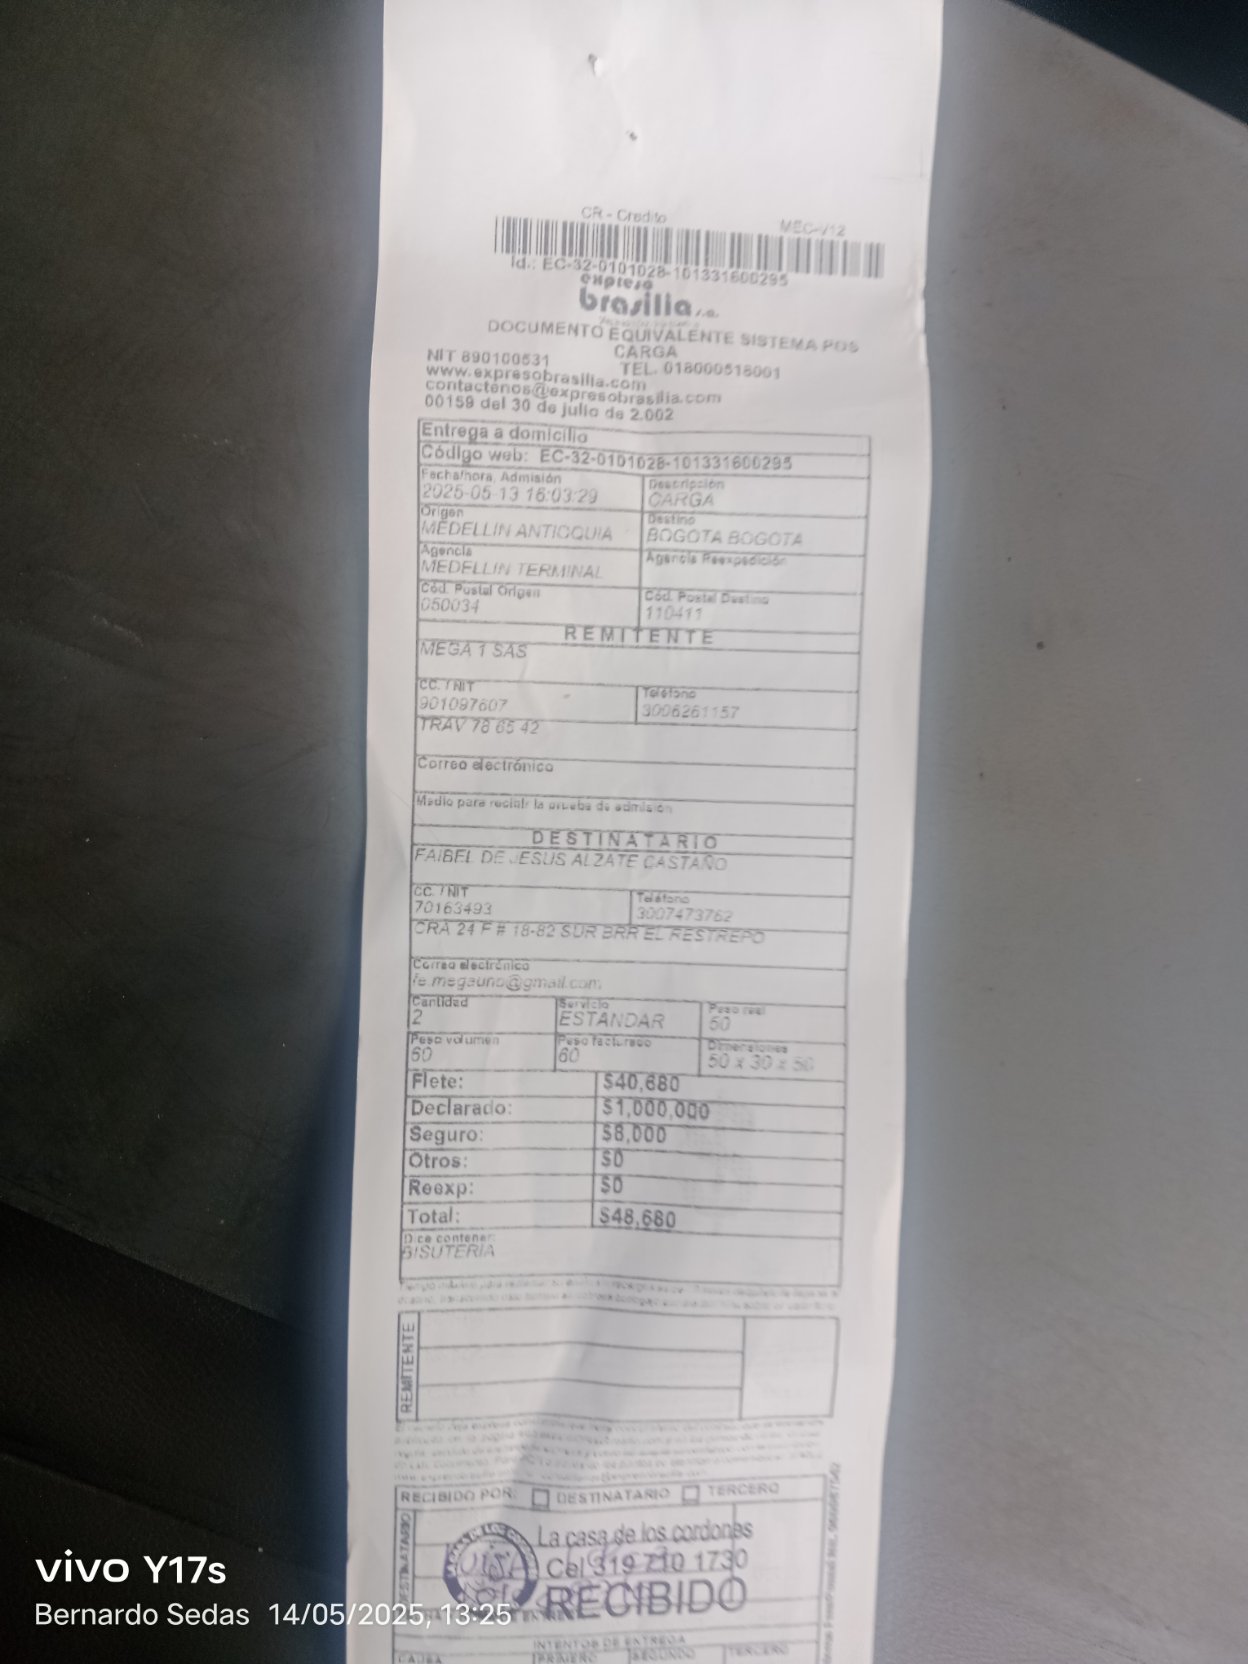 CR - Credito
MEC-V12
Id.: EC-32-0101028-101331600295
expreso
brasilia s.a.
DOCUMENTO EQUIVALENTE SISTEMA POS
CARGA
NIT 890100531 TEL. 018000518001
www.expresobrasilia.com
contactenos@expresobrasilia.com
00159 del 30 de julio de 2.002
Entrega a domicilio
Código web: EC-32-0101028-101331600295
Fecha/hora, Admisión Descripción
2025-05-13 16:03:29 CARGA
Origen Destino
MEDELLIN ANTIOQUIA BOGOTA BOGOTA
Agencia Agencia Reexpedición
MEDELLIN TERMINAL
Cód. Postal Origen Cód. Postal Destino
050034 110411
REMITENTE
MEGA 1 SAS
CC. / NIT Teléfono
901097607 3006261157
TRAV 78 65 42
Correo electrónico
Medio para recibir la prueba de admisión
DESTINATARIO
FAIBEL DE JESUS ALZATE CASTAÑO
CC. / NIT Teléfono
70163493 3007473762
CRA 24 F # 18-82 SUR BRR EL RESTREPO
Correo electrónico
fe.megauno@gmail.com
Cantidad Servicio Peso real
2 ESTANDAR 50
Peso volumen Peso facturado Dimensiones
60 60 50 x 30 x 50
Flete: $40,680
Declarado: $1,000,000
Seguro: $8,000
Otros: $0
Reexp: $0
Total: $48,680
Dice contener:
BISUTERIA
REMITENTE
RECIBIDO POR: DESTINATARIO TERCERO
DESTINATARIO
La casa de los cordones
Cel 319 710 1730
RECIBIDO
INTENTOS DE ENTREGA
CAUSA PRIMERO SEGUNDO TERCERO
vivo Y17s
Bernardo Sedas 14/05/2025, 13:25